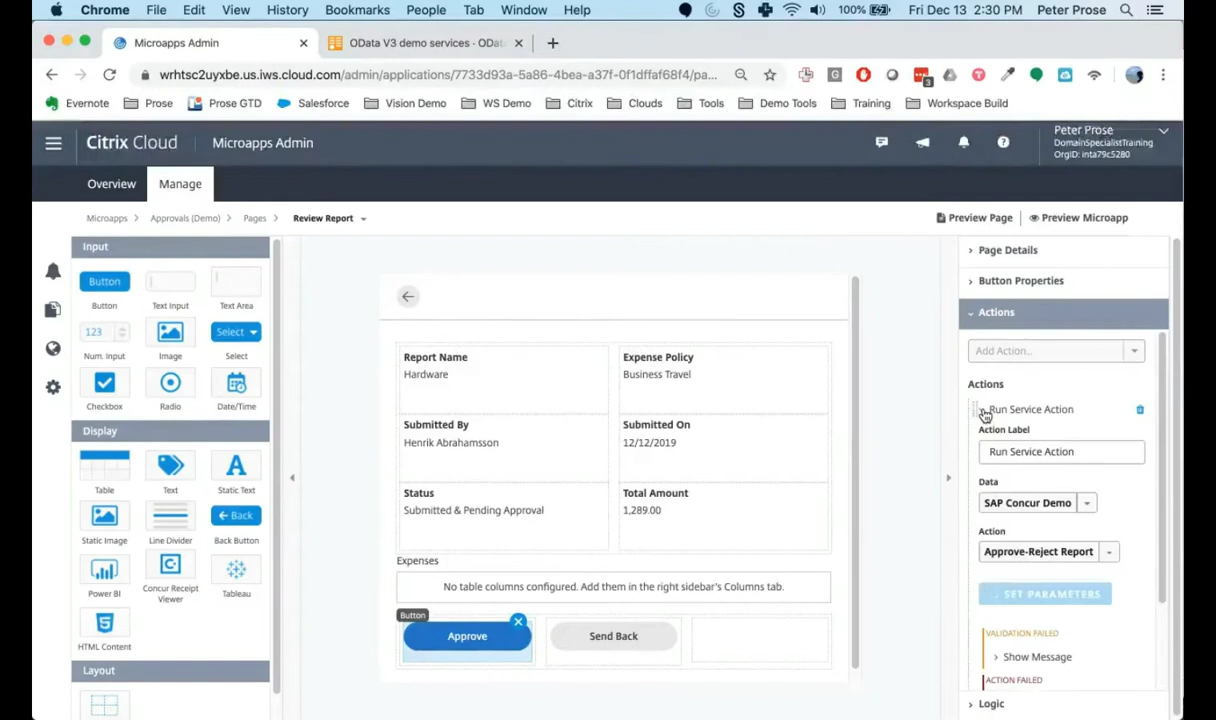 Chrome File Edit View History Bookmarks People Tab Window Help 100% Fri Dec 13 2:30 PM Peter Prose
Microapps Admin OData V3 demo services - OData
wrhtsc2uyxbe.us.iws.cloud.com/admin/applications/7733d93a-5a86-4bea-a37f-0f1dffaf68f4/pa... 3
Evernote Prose Prose GTD Salesforce Vision Demo WS Demo Citrix Clouds Tools Demo Tools Training Workspace Build
Citrix Cloud Microapps Admin
Peter Prose
DomainSpecialistTraining
OrgID: inta79c5280
Overview Manage
Microapps Approvals (Demo) Pages Review Report Preview Page Preview Microapp
Input
Button
Button Text Input Text Area
123 Select
Num. Input Image Select
Checkbox Radio Date/Time
Display
A
Table Text Static Text
Back
Static Image Line Divider Back Button
Power BI Concur Receipt Viewer Tableau
HTML Content
Layout
Report Name
Hardware
Expense Policy
Business Travel
Submitted By
Henrik Abrahamsson
Submitted On
12/12/2019
Status
Submitted & Pending Approval
Total Amount
1,289.00
Expenses
No table columns configured. Add them in the right sidebar's Columns tab.
Button
Approve Send Back
Page Details
Button Properties
Actions
Add Action...
Actions
Run Service Action
Action Label
Run Service Action
Data
SAP Concur Demo
Action
Approve-Reject Report
SET PARAMETERS
VALIDATION FAILED
Show Message
ACTION FAILED
Logic